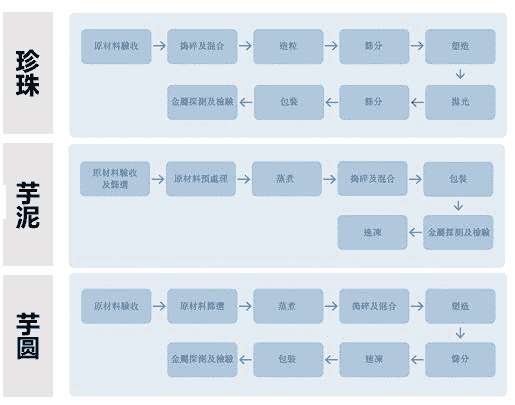 珍
珠
原材料驗收
搗碎及混合
造粒
篩分
塑造
拋光
篩分
包裝
金屬探測及檢驗
芋
泥
原材料驗收
及篩選
原材料預處理
蒸煮
搗碎及混合
包裝
金屬探測及檢驗
速凍
芋
圆
原材料驗收
原材料篩選
蒸煮
搗碎及混合
塑造
篩分
速凍
包裝
金屬探測及檢驗